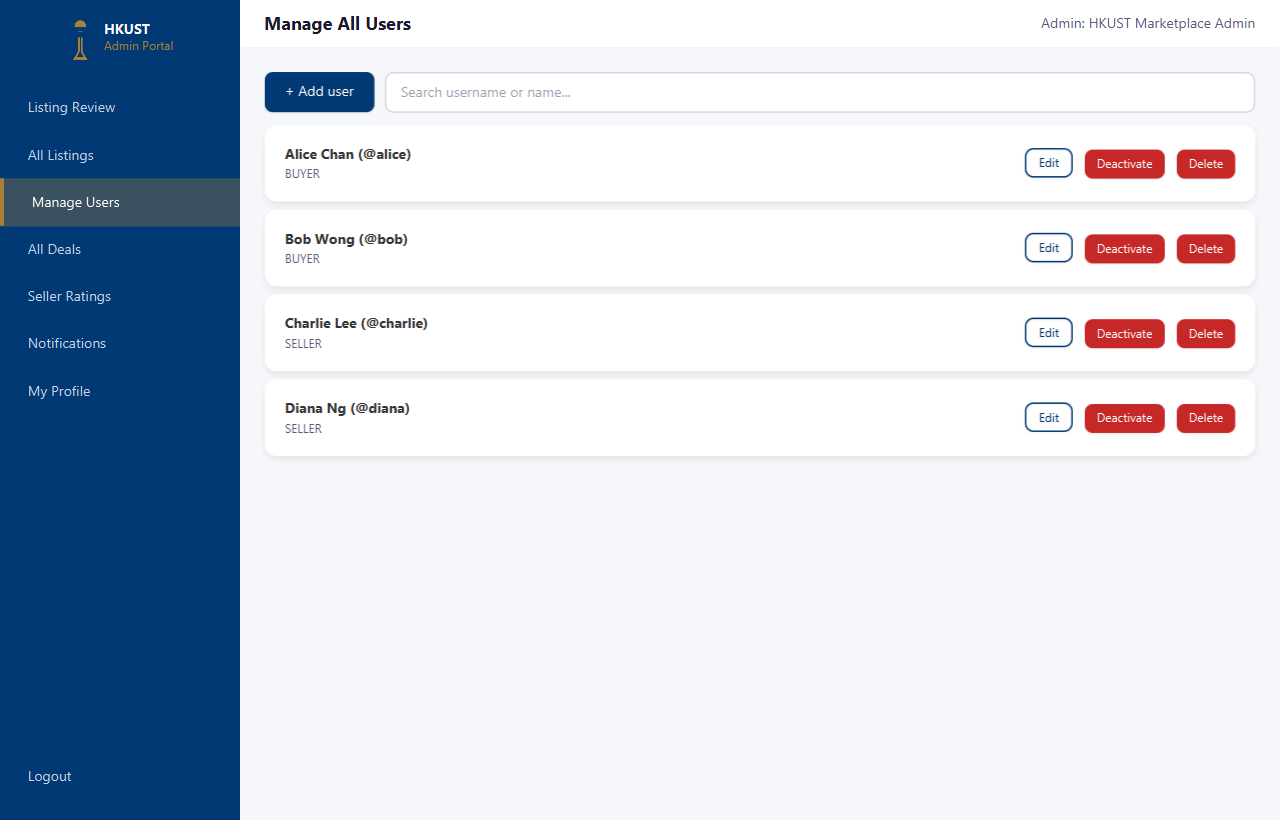 HKUST
Admin Portal
Listing Review
All Listings
Manage Users
All Deals
Seller Ratings
Notifications
My Profile
Logout
Manage All Users
Admin: HKUST Marketplace Admin
+ Add user
Search username or name...
Alice Chan (@alice)
BUYER
Edit Deactivate Delete
Bob Wong (@bob)
BUYER
Edit Deactivate Delete
Charlie Lee (@charlie)
SELLER
Edit Deactivate Delete
Diana Ng (@diana)
SELLER
Edit Deactivate Delete